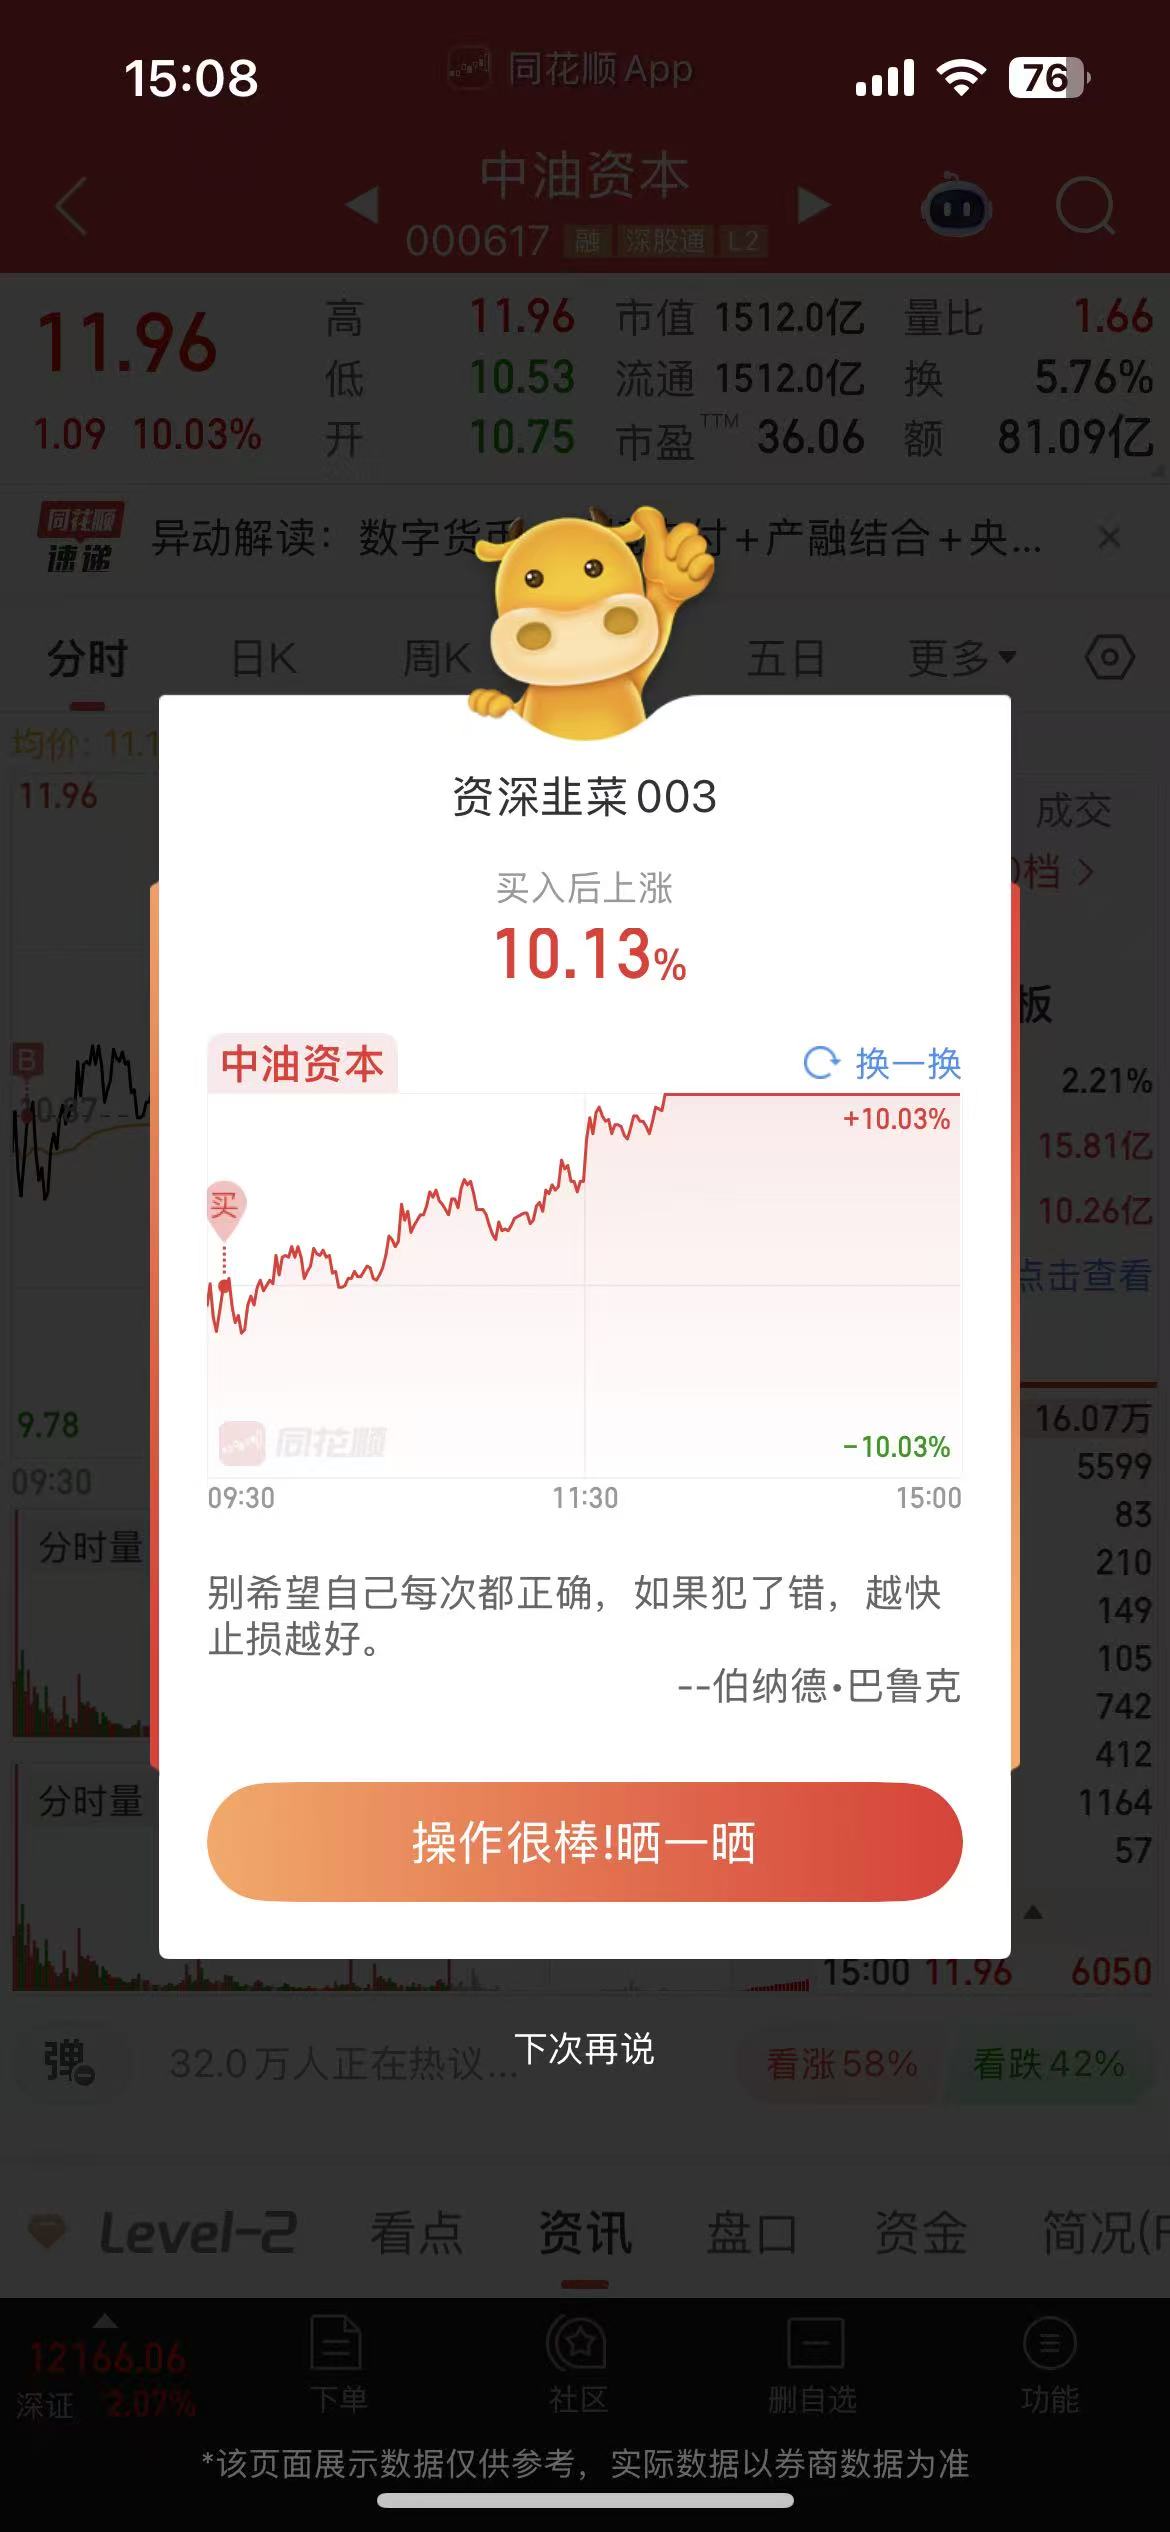 15:08
同花顺App
76
中油资本
000617 融 深股通 L2
11.96
高 11.96 市值 1512.0亿 量比 1.66
低 10.53 流通 1512.0亿 换 5.76%
1.09 10.03% 开 10.75 市盈TTM 36.06 额 81.09亿
同花顺
速递
异动解读：数字货币
付+产融结合+央...
分时 日K 周K 五日 更多
均价: 11.1
11.96
成交
档
资深韭菜003
买入后上涨
10.13%
板
B
10.87
2.21%
15.81亿
10.26亿
点击查看
中油资本 换一换
+10.03%
买
同花顺
-10.03%
09:30 11:30 15:00
9.78
09:30
分时量
分时量
16.07万
5599
83
210
149
105
742
412
1164
57
别希望自己每次都正确，如果犯了错，越快
止损越好。
--伯纳德·巴鲁克
操作很棒!晒一晒
15:00 11.96 6050
下次再说
弹 32.0万人正在热议... 看涨58% 看跌42%
Level-2 看点 资讯 盘口 资金 简况(F
12166.06
深证 2.07%
下单 社区 删自选 功能
*该页面展示数据仅供参考，实际数据以券商数据为准